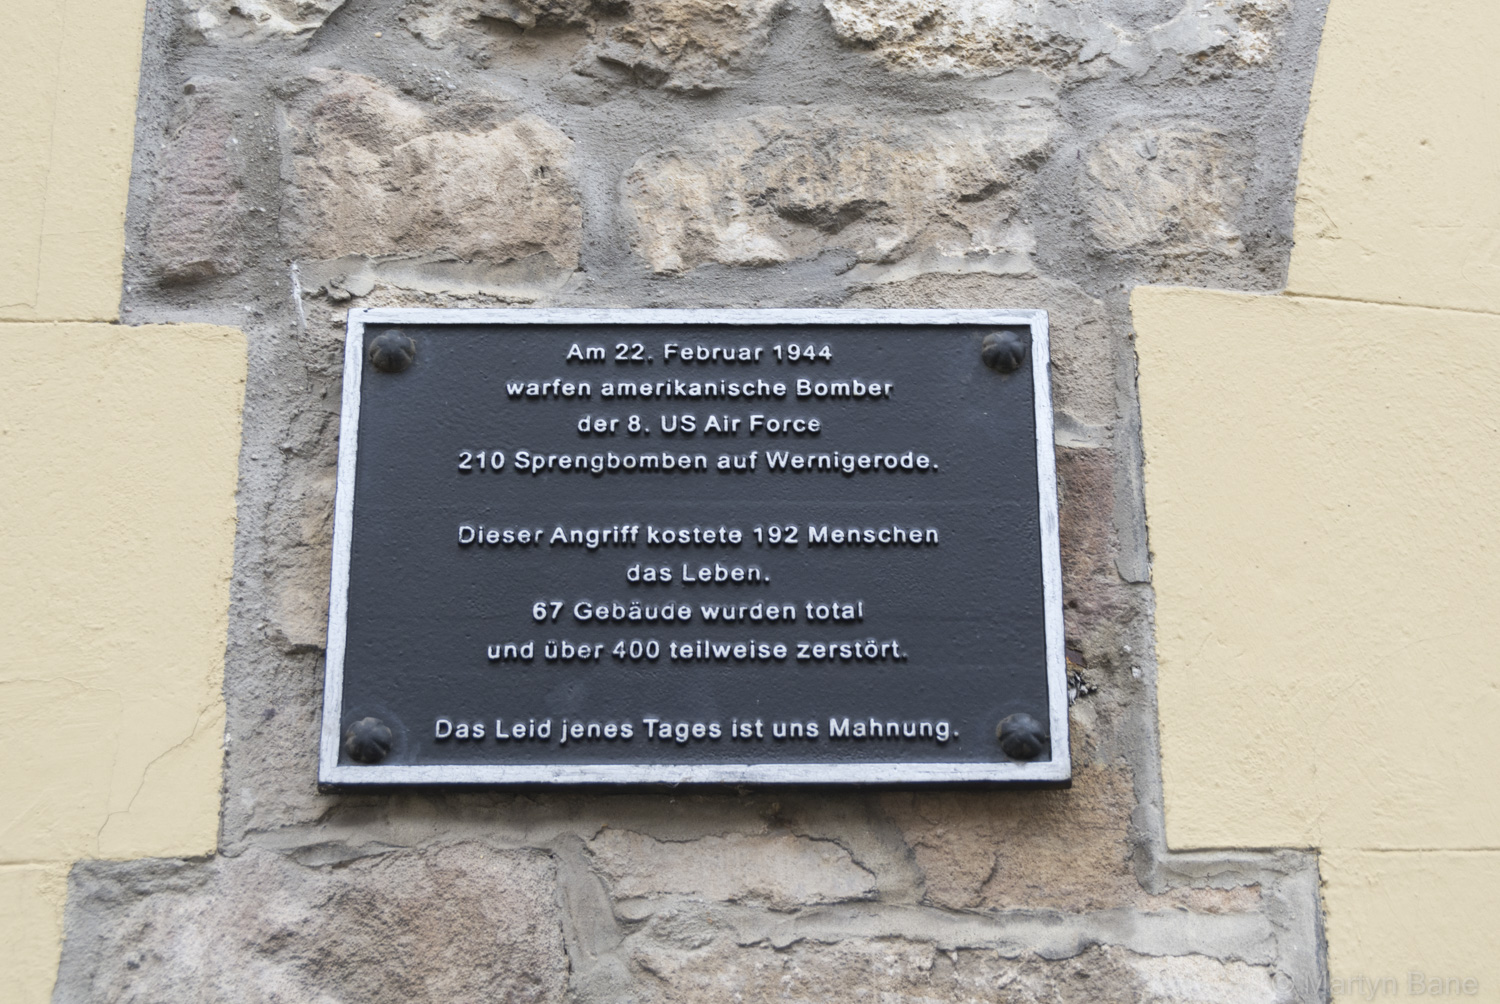 Am 22. Februar 1944
warfen amerikanische Bomber
der 8. US Air Force
210 Sprengbomben auf Wernigerode.
Dieser Angriff kostete 192 Menschen
das Leben.
67 Gebäude wurden total
und über 400 teilweise zerstört.
Das Leid jenes Tages ist uns Mahnung.
© Martyn Bane